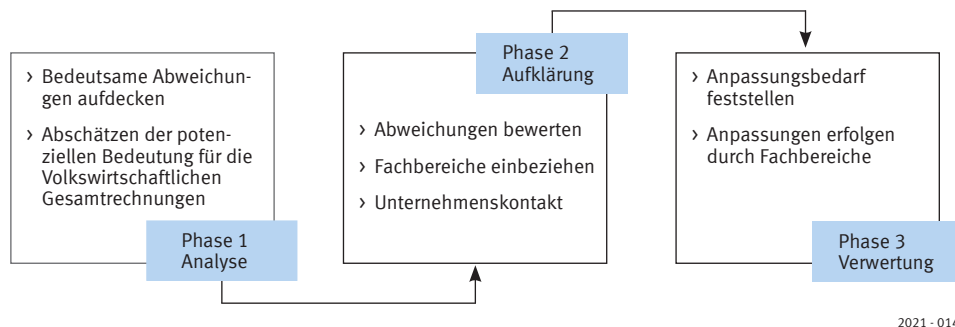 › Bedeutsame Abweichun-
gen aufdecken
› Abschätzen der poten-
ziellen Bedeutung für die
Volkswirtschaftlichen
Gesamtrechnungen
Phase 1
Analyse
Phase 2
Aufklärung
› Abweichungen bewerten
› Fachbereiche einbeziehen
› Unternehmenskontakt
› Anpassungsbedarf
feststellen
› Anpassungen erfolgen
durch Fachbereiche
Phase 3
Verwertung
2021 - 014